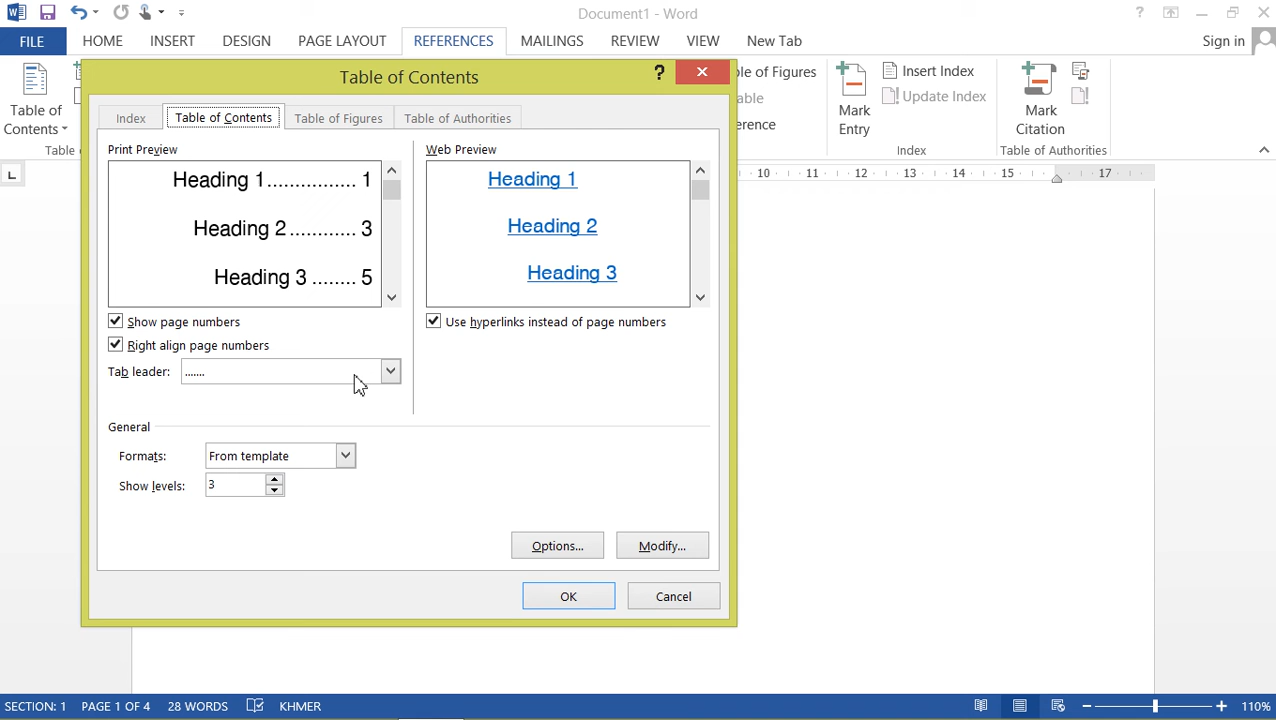 Document1 - Word
?
FILE
HOME
INSERT
DESIGN
PAGE LAYOUT
REFERENCES
MAILINGS
REVIEW
VIEW
New Tab
Sign in
Table of
Contents
Table of Contents
?
ble of Figures
able
erence
Mark
Entry
Insert Index
Update Index
Mark
Citation
Table o
Index
Table of Authorities
Index
Table of Contents
Table of Figures
Table of Authorities
Print Preview
Web Preview
Heading 1................ 1
Heading 2............ 3
Heading 3 ........ 5
Heading 1
Heading 2
Heading 3
Show page numbers
Right align page numbers
Use hyperlinks instead of page numbers
Tab leader: .......
General
Formats: From template
Show levels: 3
Options...
Modify...
OK
Cancel
L
10 11 12 13 14 15 17
SECTION: 1
PAGE 1 OF 4
28 WORDS
KHMER
110%